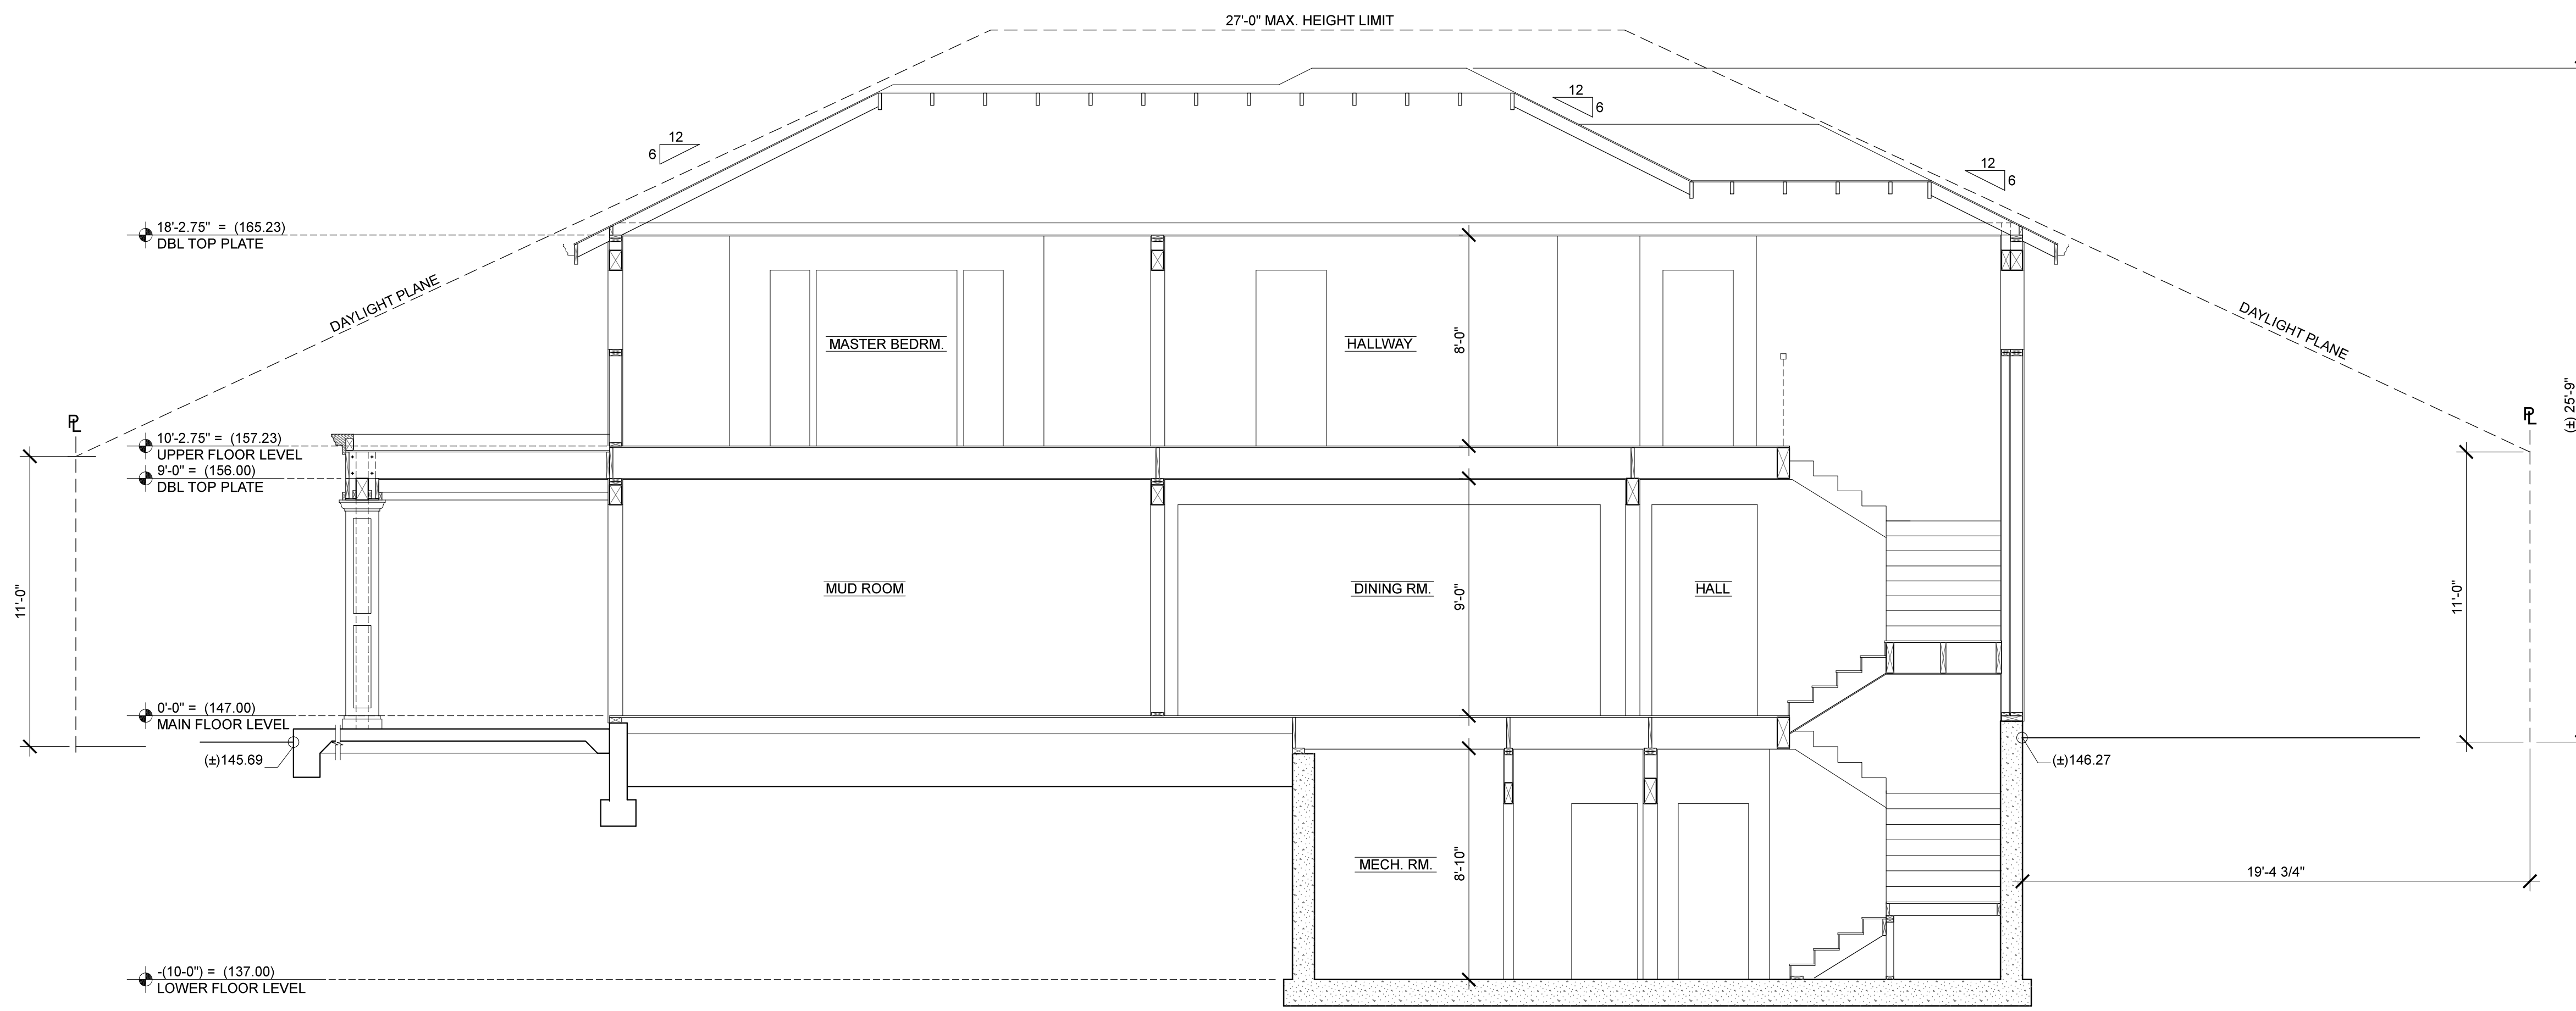 27'-0" MAX. HEIGHT LIMIT
12
6
12
6
12
6
18'-2.75" = (165.23)
DBL TOP PLATE
DAYLIGHT PLANE
DAYLIGHT PLANE
MASTER BEDRM.
HALLWAY
8'-0"
(±) 25'-9"
PL
PL
10'-2.75" = (157.23)
UPPER FLOOR LEVEL
9'-0" = (156.00)
DBL TOP PLATE
11'-0"
MUD ROOM
DINING RM.
9'-0"
HALL
11'-0"
0'-0" = (147.00)
MAIN FLOOR LEVEL
(±)145.69
(±)146.27
MECH. RM.
8'-10"
19'-4 3/4"
-(10-0") = (137.00)
LOWER FLOOR LEVEL